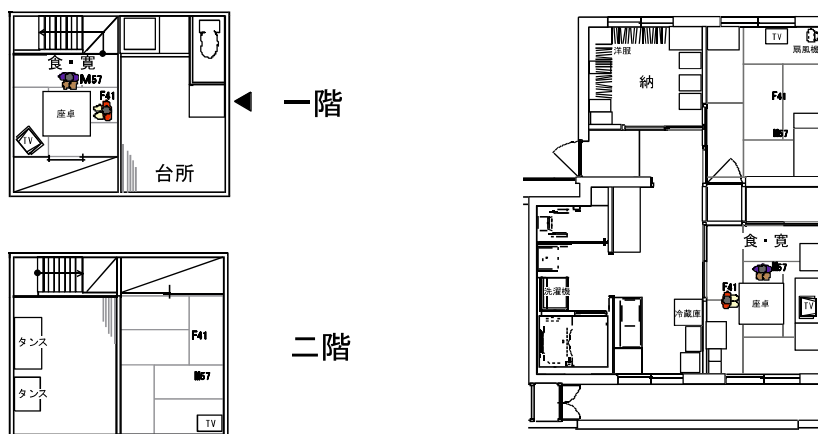 食・寛
M57
F41
座卓
TV
台所
一階
F41
タンス
M57
タンス
TV
二階
洋服
TV
扇風機
納
F41
M57
食・寛
M57
F41
座卓
TV
洗濯機
冷蔵庫